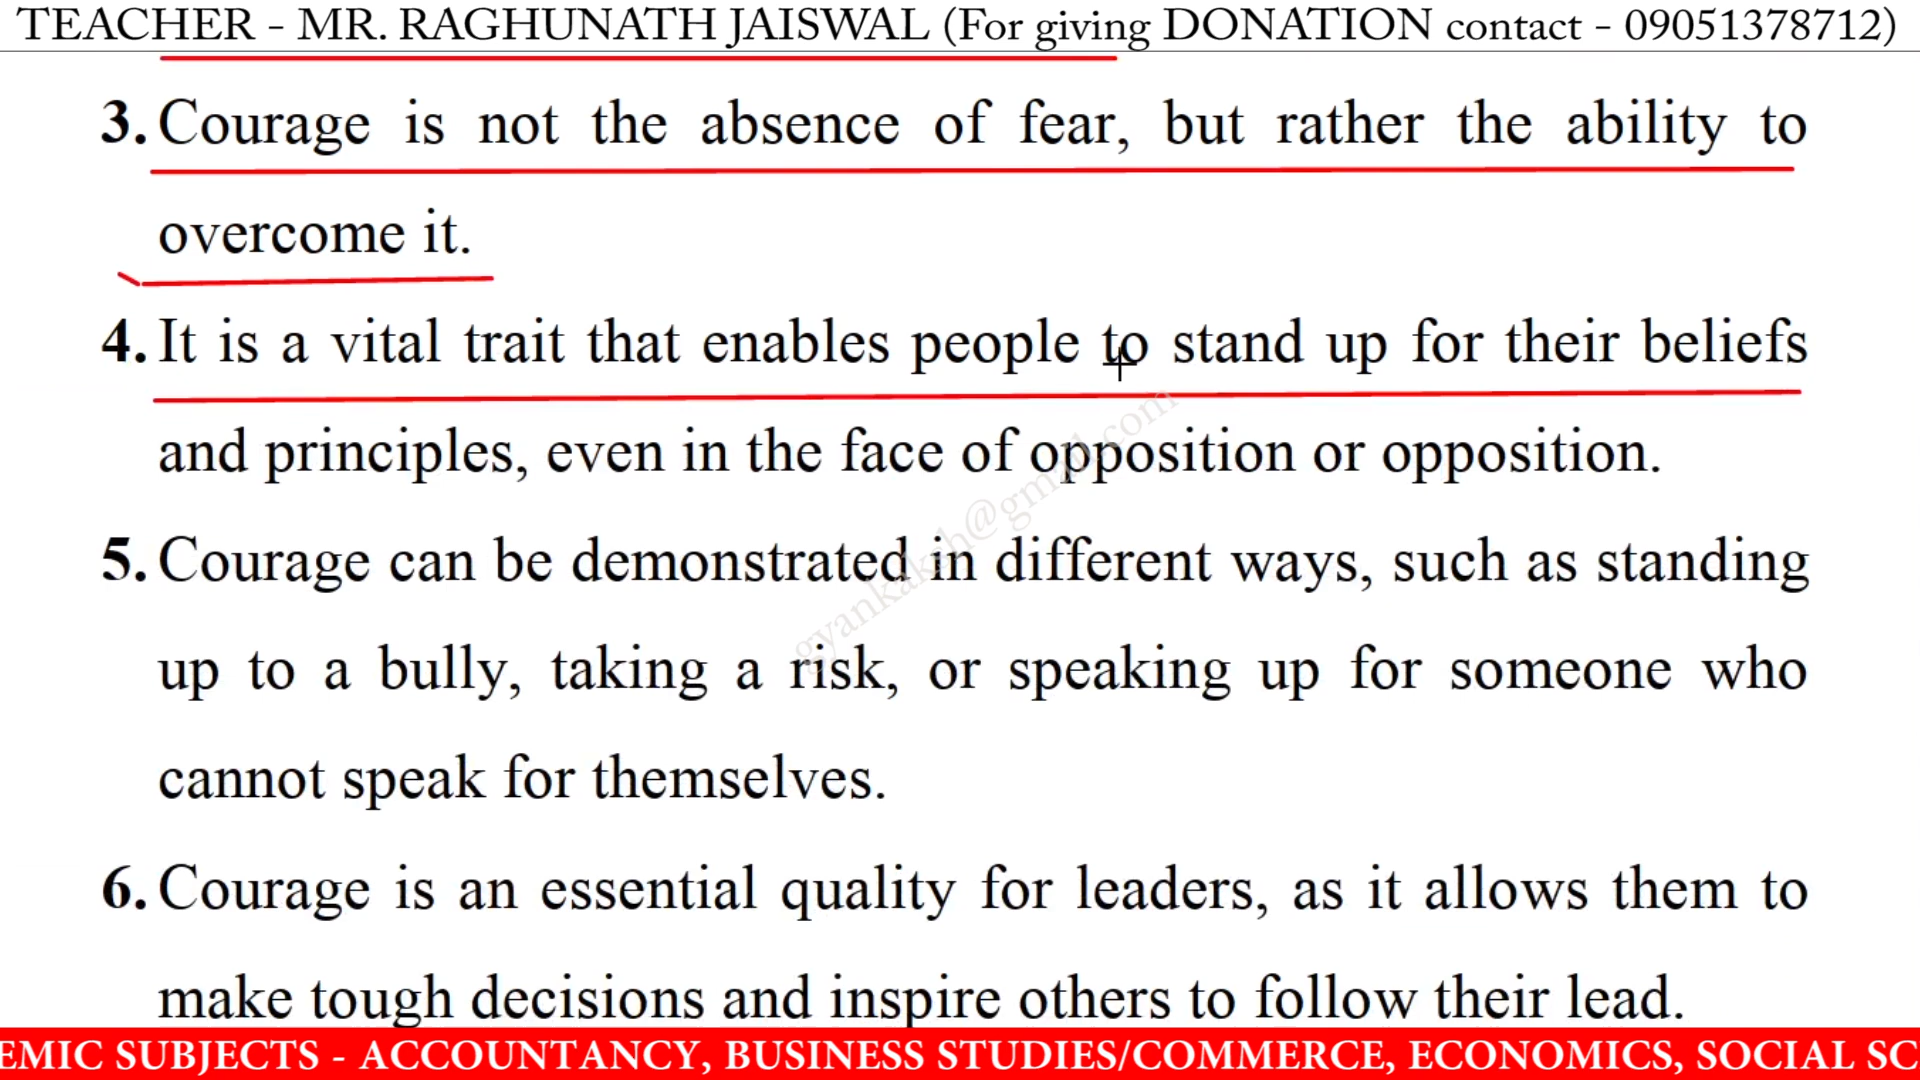 TEACHER - MR. RAGHUNATH JAISWAL (For giving DONATION contact - 09051378712)
3. Courage is not the absence of fear, but rather the ability to
overcome it.
4. It is a vital trait that enables people to stand up for their beliefs
and principles, even in the face of opposition or opposition.
5. Courage can be demonstrated in different ways, such as standing
up to a bully, taking a risk, or speaking up for someone who
cannot speak for themselves.
6. Courage is an essential quality for leaders, as it allows them to
make tough decisions and inspire others to follow their lead.
gyankaksh@gmail.com
EMIC SUBJECTS - ACCOUNTANCY, BUSINESS STUDIES/COMMERCE, ECONOMICS, SOCIAL SC